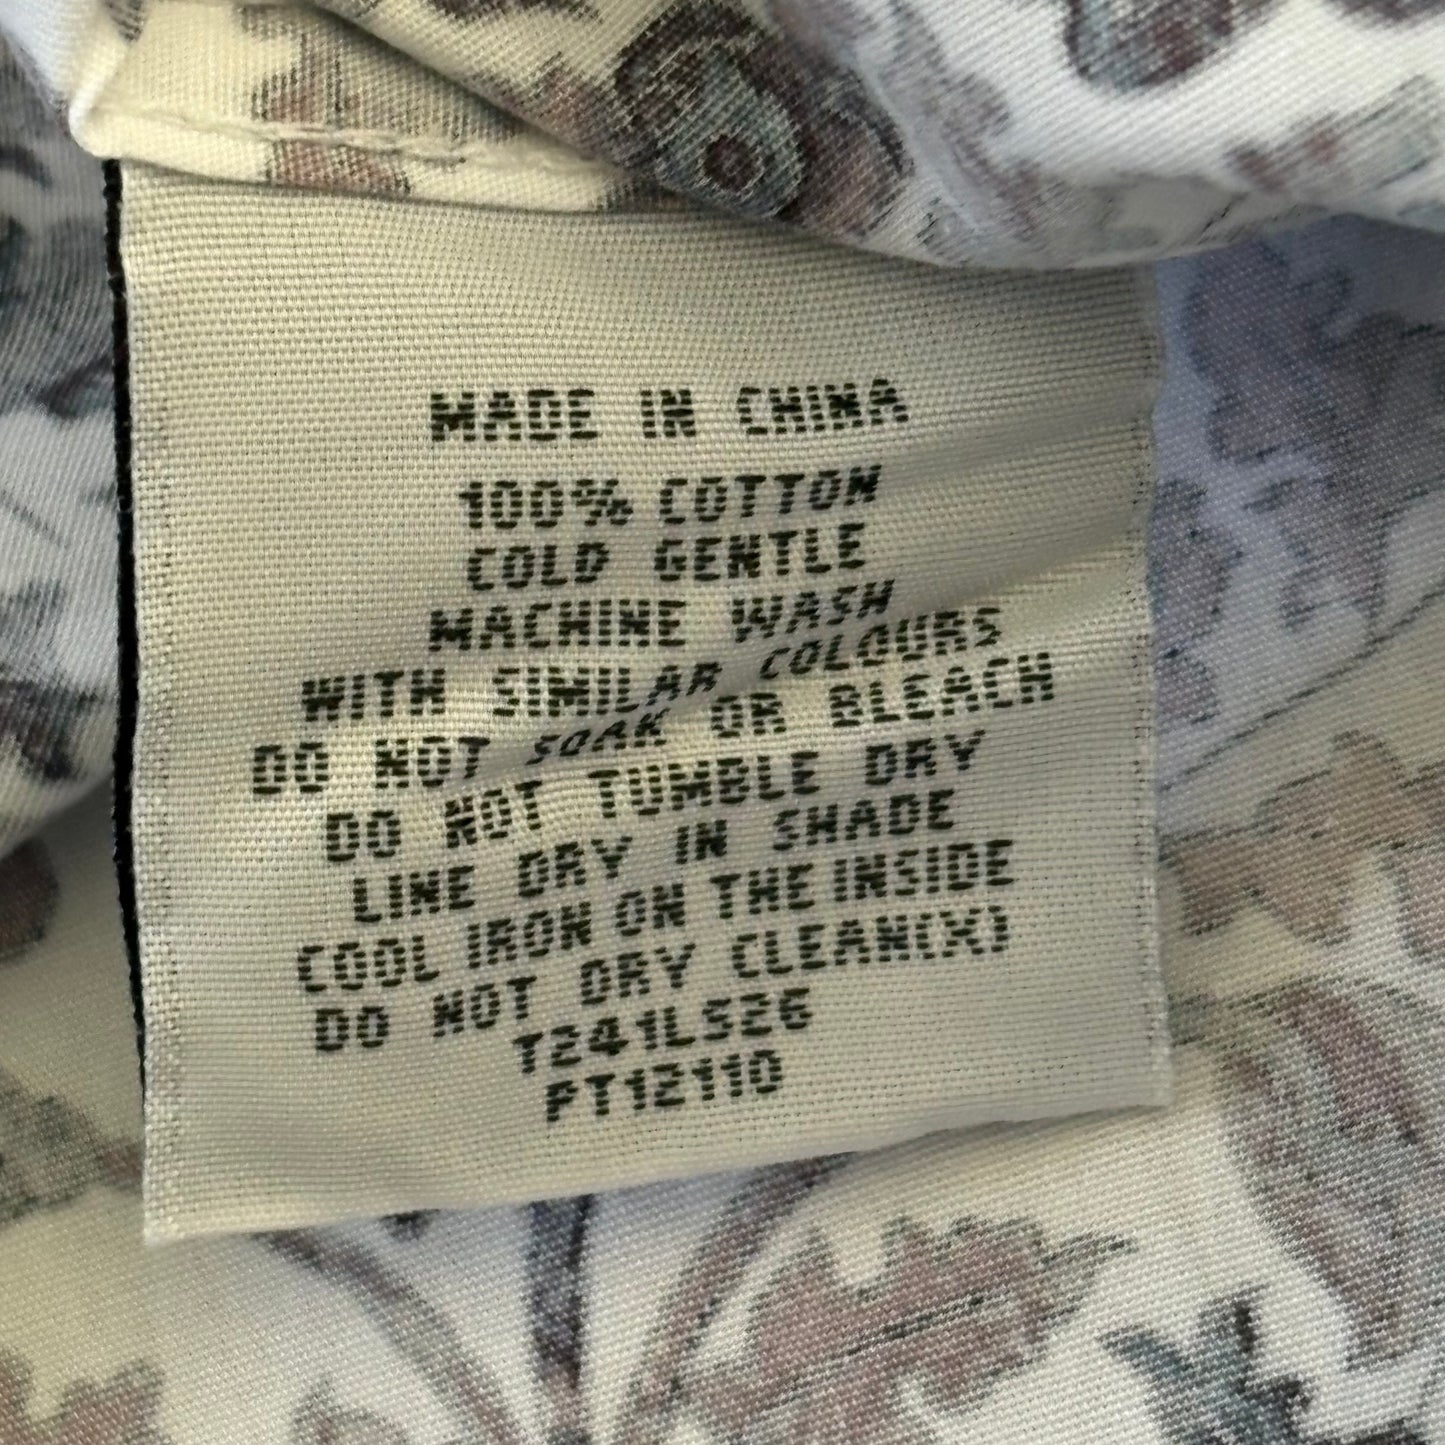 MADE IN CHINA
100% COTTON
COLD GENTLE
MACHINE WASH
WITH SIMILAR COLOURS
DO NOT SOAK OR BLEACH
DO NOT TUMBLE DRY
LINE DRY IN SHADE
COOL IRON ON THE INSIDE
DO NOT DRY CLEAN(X)
T241LS26
PT12110